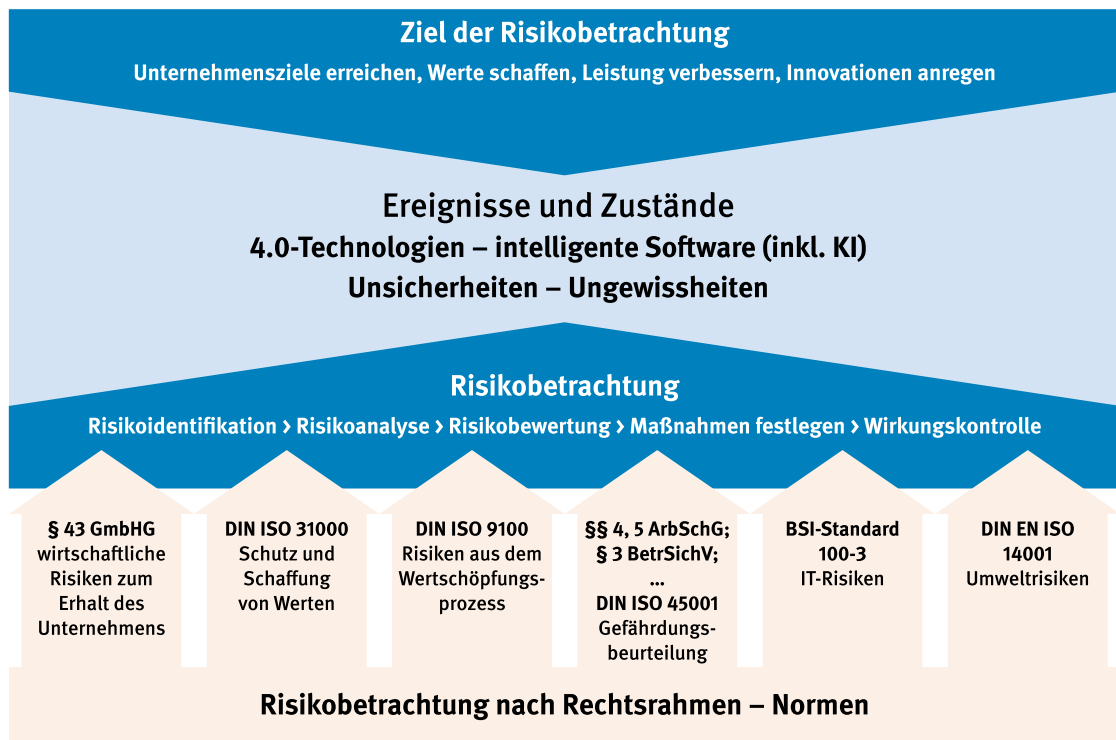 Ziel der Risikobetrachtung
Unternehmensziele erreichen, Werte schaffen, Leistung verbessern, Innovationen anregen
Ereignisse und Zustände
4.0-Technologien – intelligente Software (inkl. KI)
Unsicherheiten – Ungewissheiten
Risikobetrachtung
Risikoidentifikation > Risikoanalyse > Risikobewertung > Maßnahmen festlegen > Wirkungskontrolle
§ 43 GmbHG
wirtschaftliche
Risiken zum
Erhalt des
Unternehmens
DIN ISO 31000
Schutz und
Schaffung
von Werten
DIN ISO 9100
Risiken aus dem
Wertschöpfungs-
prozess
§§ 4, 5 ArbSchG;
§ 3 BetrSichV;
...
DIN ISO 45001
Gefährdungs-
beurteilung
BSI-Standard
100-3
IT-Risiken
DIN EN ISO
14001
Umweltrisiken
Risikobetrachtung nach Rechtsrahmen – Normen